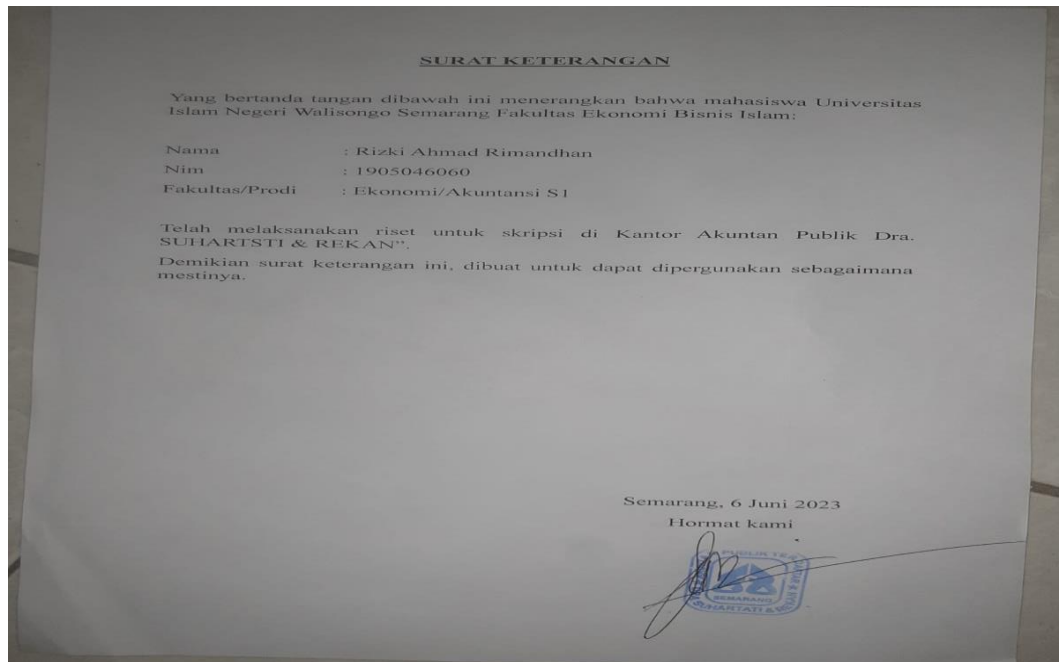 SURAT KETERANGAN
Yang bertanda tangan dibawah ini menerangkan bahwa mahasiswa Universitas
Islam Negeri Walisongo Semarang Fakultas Ekonomi Bisnis Islam:
Nama : Rizki Ahmad Rimandhan
Nim : 1905046060
Fakultas/Prodi : Ekonomi/Akuntansi S1
Telah melaksanakan riset untuk skripsi di Kantor Akuntan Publik Dra.
SUHARTSTI & REKAN”.
Demikian surat keterangan ini, dibuat untuk dapat dipergunakan sebagaimana
mestinya.
Semarang, 6 Juni 2023
Hormat kami
PUBLIK
SEMARANG
SUHARTATI &